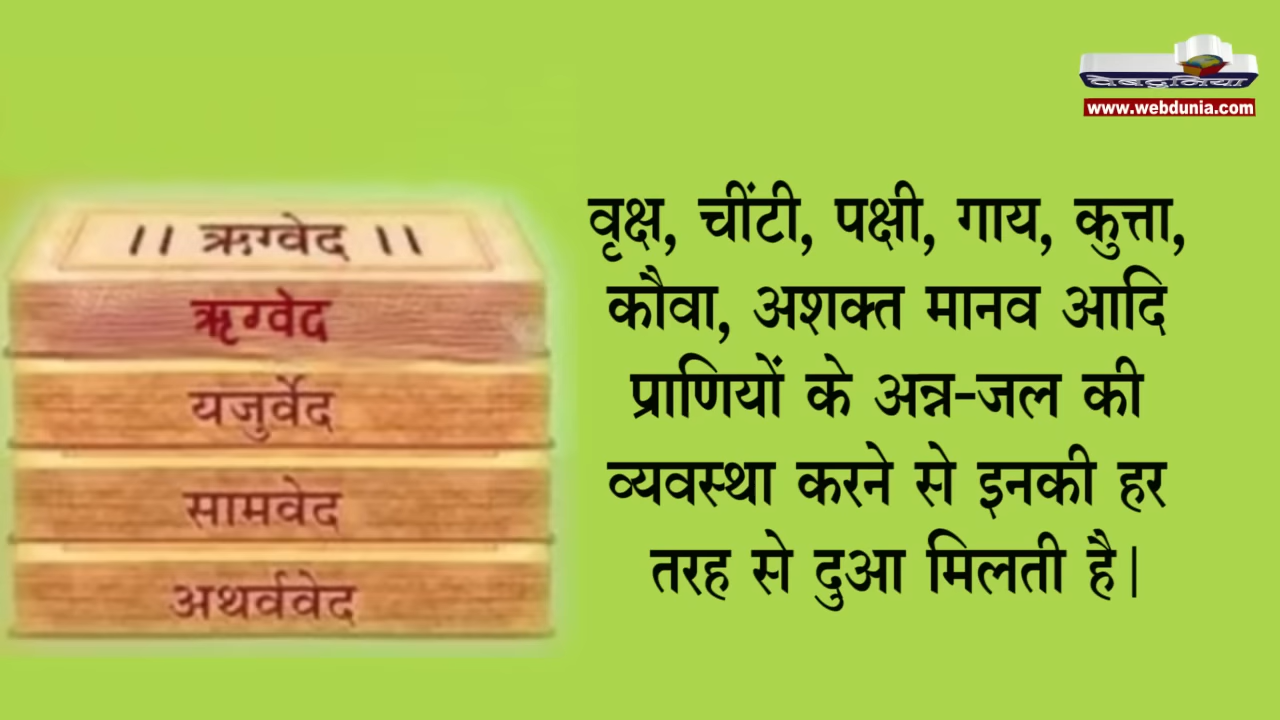 वेबदुनिया
www.webdunia.com
।। ऋग्वेद ।।
ऋग्वेद
यजुर्वेद
सामवेद
अथर्ववेद
वृक्ष, चींटी, पक्षी, गाय, कुत्ता,
कौवा, अशक्त मानव आदि
प्राणियों के अन्न-जल की
व्यवस्था करने से इनकी हर
तरह से दुआ मिलती है।